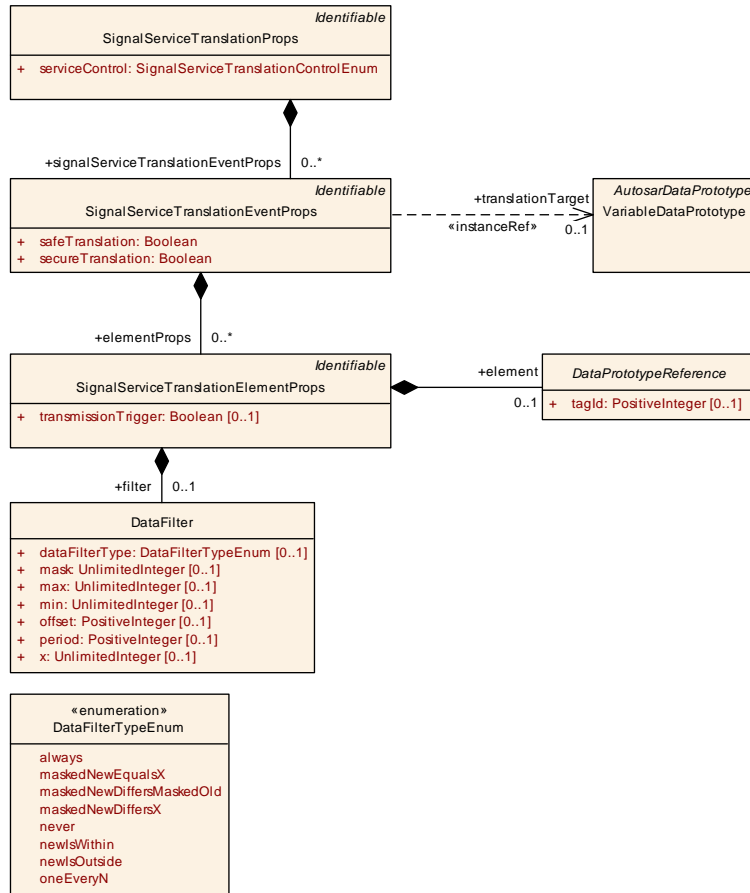 Identifiable
SignalServiceTranslationProps
+ serviceControl: SignalServiceTranslationControlEnum
+signalServiceTranslationEventProps 0..*
Identifiable
SignalServiceTranslationEventProps
+ safeTranslation: Boolean
+ secureTranslation: Boolean
+translationTarget
«instanceRef» 0..1
AutosarDataPrototype
VariableDataPrototype
+elementProps 0..*
Identifiable
SignalServiceTranslationElementProps
+ transmissionTrigger: Boolean [0..1]
+element
0..1
DataPrototypeReference
+ tagId: PositiveInteger [0..1]
+filter 0..1
DataFilter
+ dataFilterType: DataFilterTypeEnum [0..1]
+ mask: UnlimitedInteger [0..1]
+ max: UnlimitedInteger [0..1]
+ min: UnlimitedInteger [0..1]
+ offset: PositiveInteger [0..1]
+ period: PositiveInteger [0..1]
+ x: UnlimitedInteger [0..1]
«enumeration»
DataFilterTypeEnum
always
maskedNewEqualsX
maskedNewDiffersMaskedOld
maskedNewDiffersX
never
newIsWithin
newIsOutside
oneEveryN